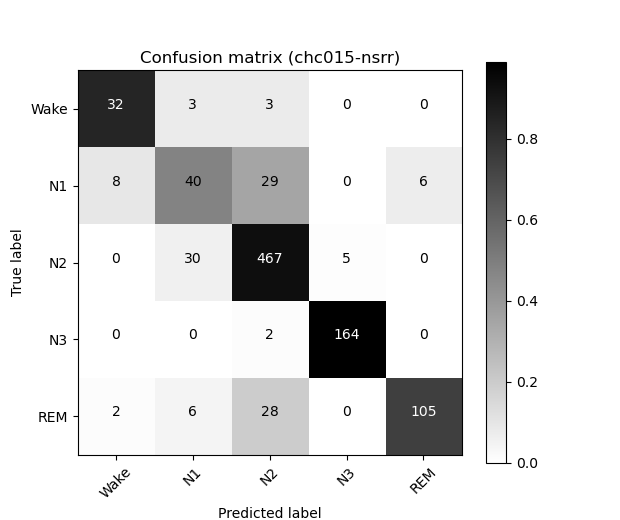 Confusion matrix (chc015-nsrr)
True label
Wake 32 3 3 0 0
N1 8 40 29 0 6
N2 0 30 467 5 0
N3 0 0 2 164 0
REM 2 6 28 0 105
Wake N1 N2 N3 REM
Predicted label
0.8
0.6
0.4
0.2
0.0